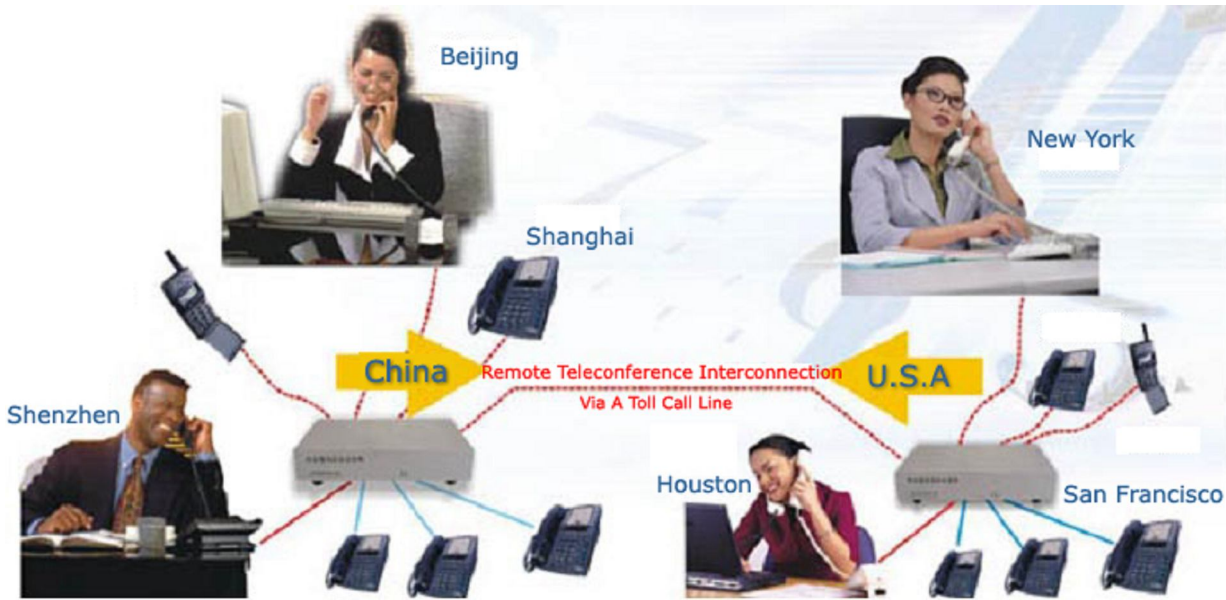 Beijing
New York
Shanghai
China
Remote Teleconference Interconnection
Via A Toll Call Line
U.S.A
Shenzhen
Houston
San Francisco